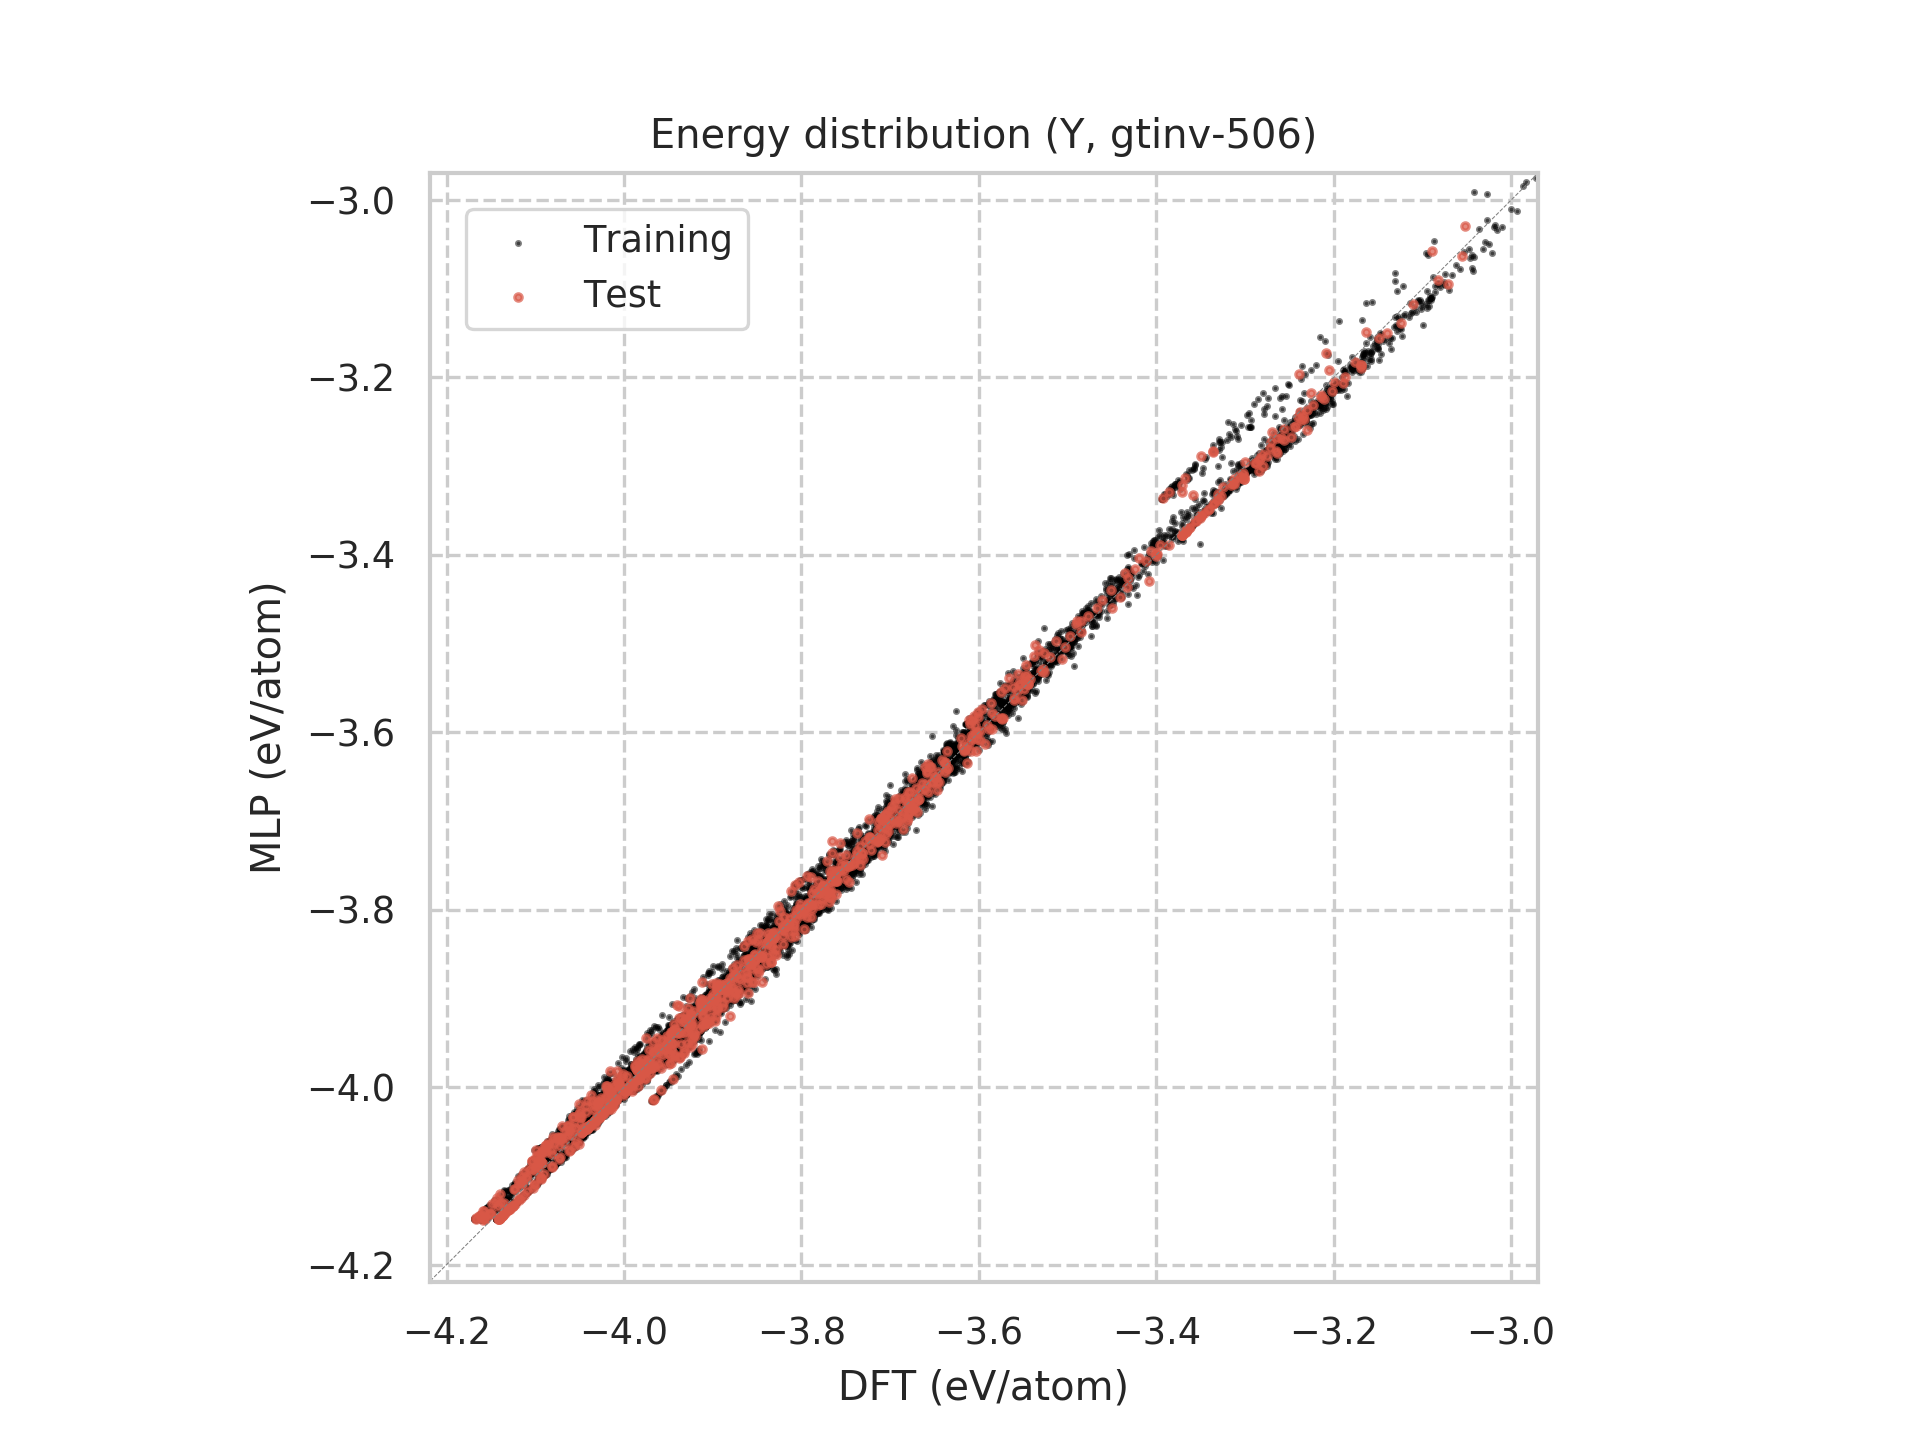 Energy distribution (Y, gtinv-506)
Training
Test
−3.0
−3.2
−3.4
−3.6
−3.8
−4.0
−4.2
MLP (eV/atom)
−4.2 −4.0 −3.8 −3.6 −3.4 −3.2 −3.0
DFT (eV/atom)